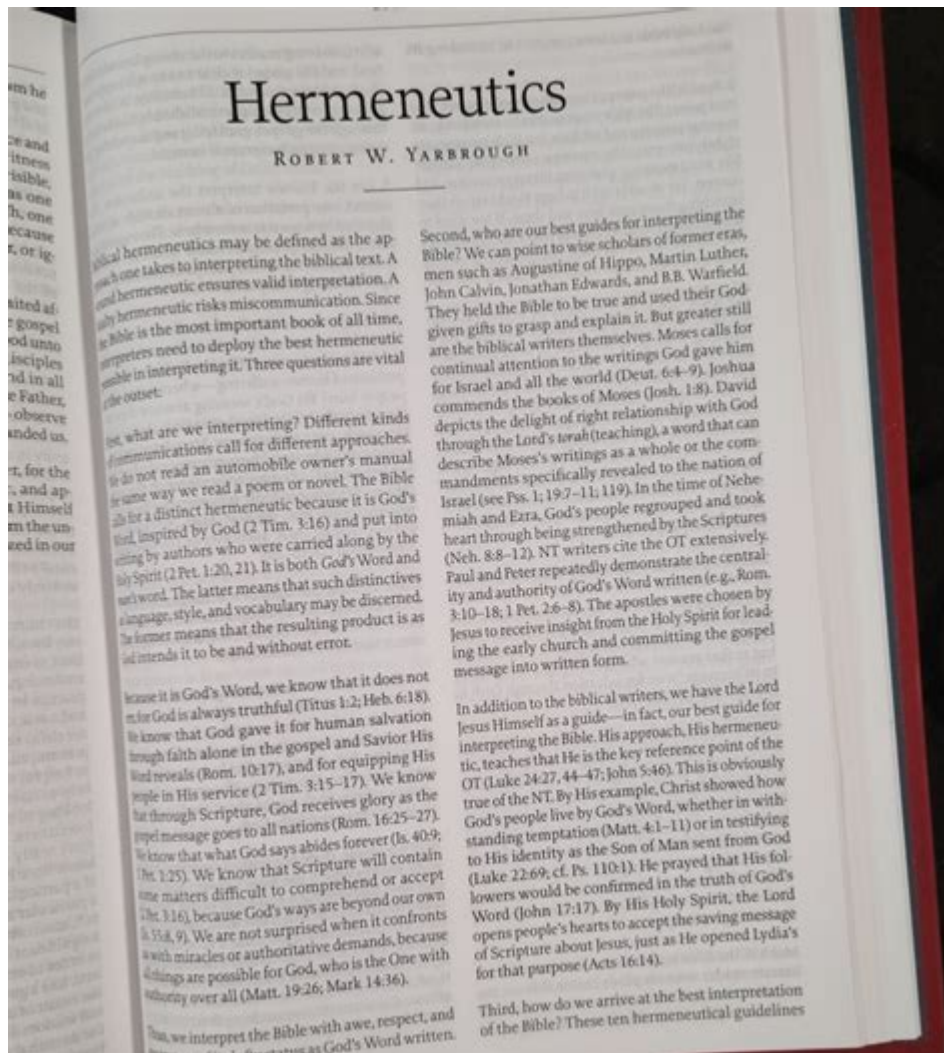 Hermeneutics
ROBERT W. YARBROUGH
hermeneutics may be defined as the ap-
one takes to interpreting the biblical text. A
hermeneutic ensures valid interpretation. A
hermeneutic risks miscommunication. Since
Bible is the most important book of all time,
need to deploy the best hermeneutic
in interpreting it. Three questions are vital
the outset:
what are we interpreting? Different kinds
communications call for different approaches.
do not read an automobile owner's manual
same way we read a poem or novel. The Bible
for a distinct hermeneutic because it is God's
inspired by God (2 Tim. 3:16) and put into
by authors who were carried along by the
Spirit (2 Pet. 1:20, 21). It is both God's Word and
word. The latter means that such distinctives
language, style, and vocabulary may be discerned.
means that the resulting product is as
intends it to be and without error.
it is God's Word, we know that it does not
for God is always truthful (Titus 1:2; Heb. 6:18).
know that God gave it for human salvation
through faith alone in the gospel and Savior His
reveals (Rom. 10:17), and for equipping His
in His service (2 Tim. 3:15–17). We know
through Scripture, God receives glory as the
message goes to all nations (Rom. 16:25–27).
know that what God says abides forever (Is. 40:9;
1:25). We know that Scripture will contain
matters difficult to comprehend or accept
3:16), because God's ways are beyond our own
9). We are not surprised when it confronts
with miracles or authoritative demands, because
things are possible for God, who is the One with
authority over all (Matt. 19:26; Mark 14:36).
we interpret the Bible with awe, respect, and
as God's Word written.
Second, who are our best guides for interpreting the
Bible? We can point to wise scholars of former eras,
men such as Augustine of Hippo, Martin Luther,
John Calvin, Jonathan Edwards, and B.B. Warfield.
They held the Bible to be true and used their God-
given gifts to grasp and explain it. But greater still
are the biblical writers themselves. Moses calls for
continual attention to the writings God gave him
for Israel and all the world (Deut. 6:4–9). Joshua
commends the books of Moses (Josh. 1:8). David
depicts the delight of right relationship with God
through the Lord's torah (teaching), a word that can
describe Moses's writings as a whole or the com-
mandments specifically revealed to the nation of
Israel (see Pss. 1; 19:7–11; 119). In the time of Nehe-
miah and Ezra, God's people regrouped and took
heart through being strengthened by the Scriptures
(Neh. 8:8–12). NT writers cite the OT extensively.
Paul and Peter repeatedly demonstrate the central-
ity and authority of God's Word written (e.g., Rom.
3:10–18; 1 Pet. 2:6–8). The apostles were chosen by
Jesus to receive insight from the Holy Spirit for lead-
ing the early church and committing the gospel
message into written form.
In addition to the biblical writers, we have the Lord
Jesus Himself as a guide—in fact, our best guide for
interpreting the Bible. His approach, His hermeneu-
tic, teaches that He is the key reference point of the
OT (Luke 24:27, 44–47; John 5:46). This is obviously
true of the NT. By His example, Christ showed how
God's people live by God's Word, whether in with-
standing temptation (Matt. 4:1–11) or in testifying
to His identity as the Son of Man sent from God
(Luke 22:69; cf. Ps. 110:1). He prayed that His fol-
lowers would be confirmed in the truth of God's
Word (John 17:17). By His Holy Spirit, the Lord
opens people's hearts to accept the saving message
of Scripture about Jesus, just as He opened Lydia's
for that purpose (Acts 16:14).
Third, how do we arrive at the best interpretation
of the Bible? These ten hermeneutical guidelines